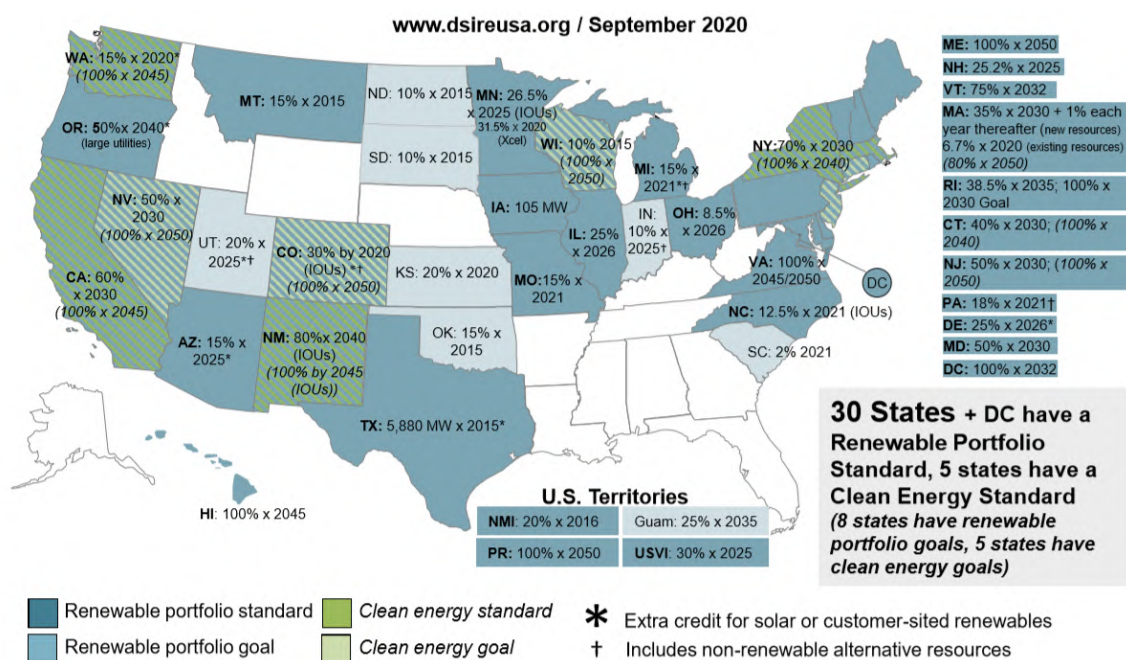 www.dsireusa.org / September 2020
WA: 15% x 2020*
(100% x 2045)
OR: 50%x 2040*
(large utilities)
MT: 15% x 2015
ND: 10% x 2015
SD: 10% x 2015
MN: 26.5%
x 2025 (IOUs)
31.5% x 2020
(Xcel)
WI: 10% 2015
(100% x
2050)
MI: 15% x
2021*†
NY:70% x 2030
(100% x 2040)
NV: 50% x
2030
(100% x 2050)
UT: 20% x
2025*†
CO: 30% by 2020
(IOUs) *†
(100% x 2050)
CA: 60%
x 2030
(100% x 2045)
AZ: 15% x
2025*
NM: 80%x 2040
(IOUs)
(100% by 2045
(IOUs))
KS: 20% x 2020
OK: 15% x
2015
TX: 5,880 MW x 2015*
IA: 105 MW
IL: 25%
x 2026
MO:15% x
2021
IN:
10% x
2025†
OH: 8.5%
x 2026
VA: 100% x
2045/2050
DC
NC: 12.5% x 2021 (IOUs)
SC: 2% 2021
HI: 100% x 2045
ME: 100% x 2050
NH: 25.2% x 2025
VT: 75% x 2032
MA: 35% x 2030 + 1% each
year thereafter (new resources)
6.7% x 2020 (existing resources)
(80% x 2050)
RI: 38.5% x 2035; 100% x
2030 Goal
CT: 40% x 2030; (100% x
2040)
NJ: 50% x 2030; (100% x
2050)
PA: 18% x 2021†
DE: 25% x 2026*
MD: 50% x 2030
DC: 100% x 2032
30 States + DC have a
Renewable Portfolio
Standard, 5 states have a
Clean Energy Standard
(8 states have renewable
portfolio goals, 5 states have
clean energy goals)
U.S. Territories
NMI: 20% x 2016
Guam: 25% x 2035
PR: 100% x 2050
USVI: 30% x 2025
Renewable portfolio standard
Clean energy standard
* Extra credit for solar or customer-sited renewables
Renewable portfolio goal
Clean energy goal
† Includes non-renewable alternative resources